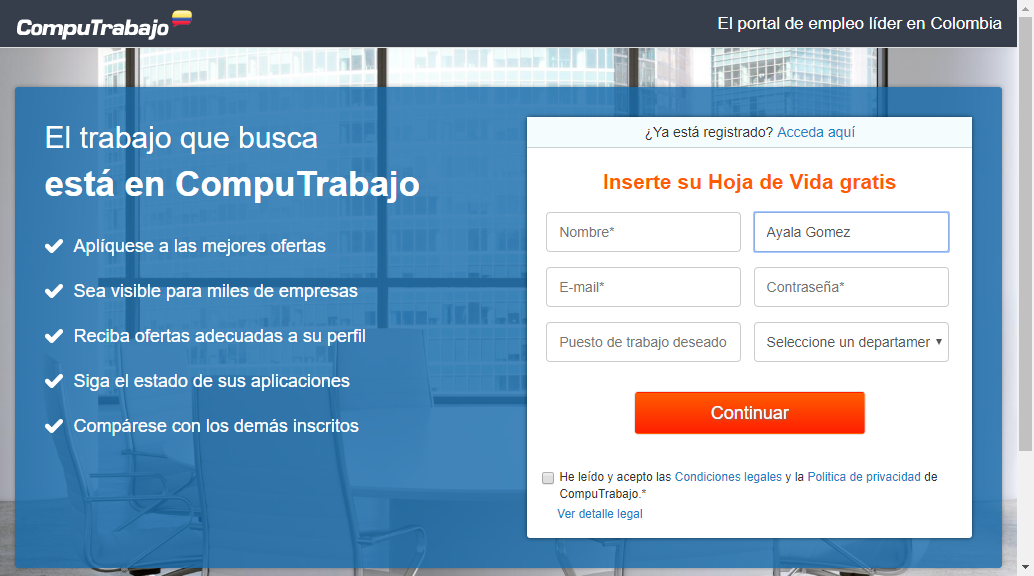 CompuTrabajo
El portal de empleo líder en Colombia
El trabajo que busca
está en CompuTrabajo
Aplíquese a las mejores ofertas
Sea visible para miles de empresas
Reciba ofertas adecuadas a su perfil
Siga el estado de sus aplicaciones
Compárese con los demás inscritos
¿Ya está registrado? Acceda aquí
Inserte su Hoja de Vida gratis
Nombre* Ayala Gomez
E-mail* Contraseña*
Puesto de trabajo deseado Seleccione un departamer
Continuar
He leído y acepto las Condiciones legales y la Politica de privacidad de
CompuTrabajo.*
Ver detalle legal